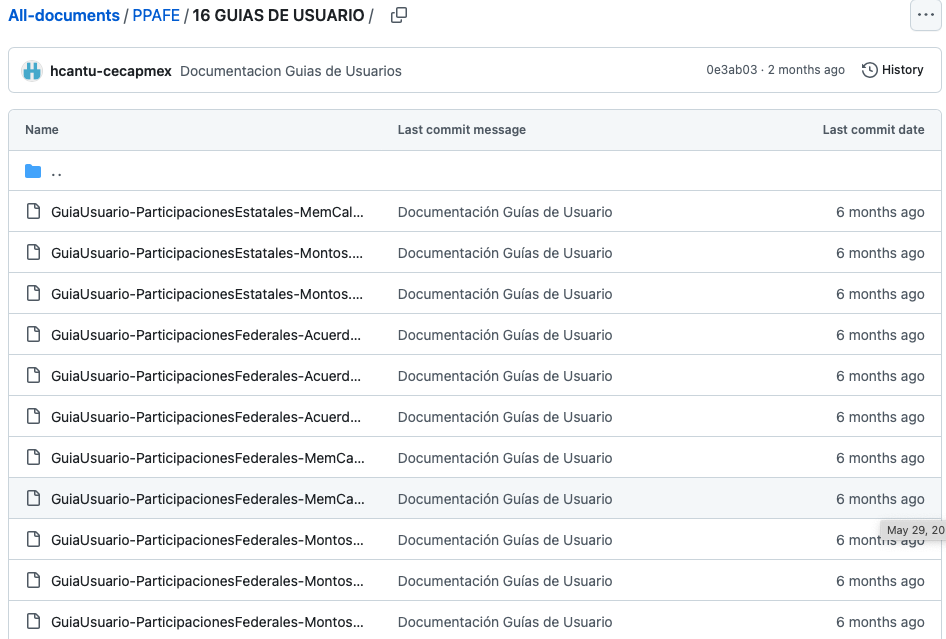 All-documents / PPAFE / 16 GUIAS DE USUARIO /
hcantu-cecapmex Documentacion Guias de Usuarios 0e3ab03 · 2 months ago History
Name Last commit message Last commit date
..
GuiaUsuario-ParticipacionesEstatales-MemCal... Documentación Guías de Usuario 6 months ago
GuiaUsuario-ParticipacionesEstatales-Montos.... Documentación Guías de Usuario 6 months ago
GuiaUsuario-ParticipacionesEstatales-Montos.... Documentación Guías de Usuario 6 months ago
GuiaUsuario-ParticipacionesFederales-Acuerd... Documentación Guías de Usuario 6 months ago
GuiaUsuario-ParticipacionesFederales-Acuerd... Documentación Guías de Usuario 6 months ago
GuiaUsuario-ParticipacionesFederales-Acuerd... Documentación Guías de Usuario 6 months ago
GuiaUsuario-ParticipacionesFederales-MemCa... Documentación Guías de Usuario 6 months ago
GuiaUsuario-ParticipacionesFederales-MemCa... Documentación Guías de Usuario 6 months ago
May 29, 20
GuiaUsuario-ParticipacionesFederales-Montos... Documentación Guías de Usuario 6 months ago
GuiaUsuario-ParticipacionesFederales-Montos... Documentación Guías de Usuario 6 months ago
GuiaUsuario-ParticipacionesFederales-Montos... Documentación Guías de Usuario 6 months ago